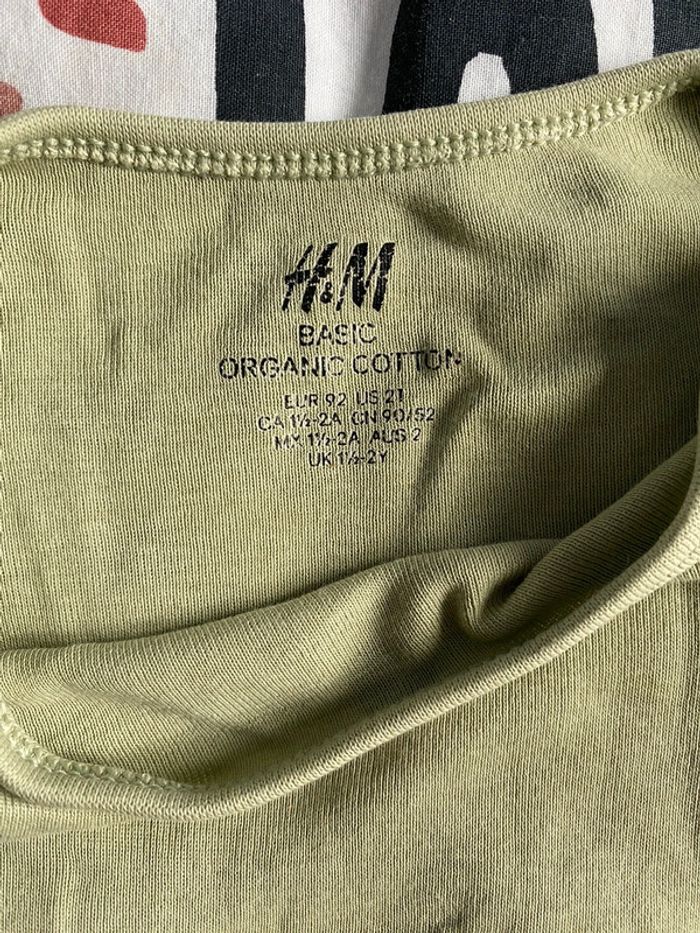 H&M
BASIC
ORGANIC COTTON
EUR 92 US 2T
CA 1½-2A CN 90/52
MX 1½-2A AUS 2
UK 1½-2Y